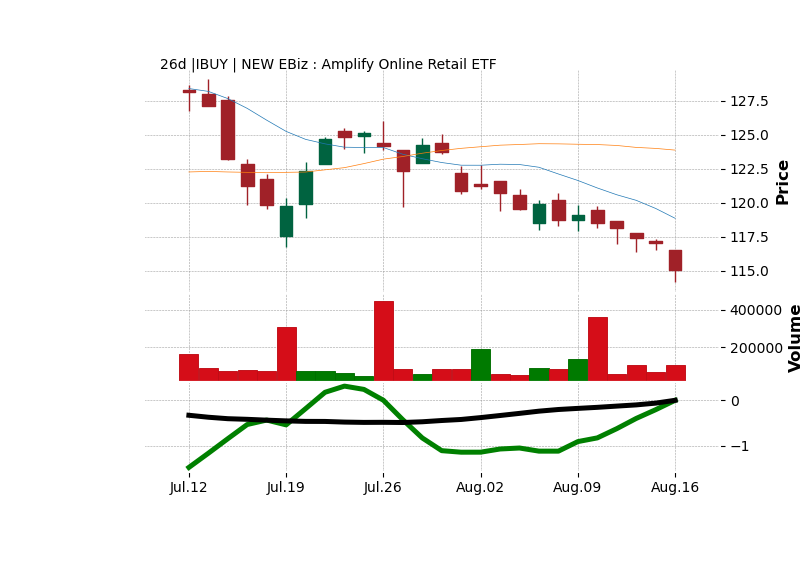 26d |IBUY | NEW EBiz : Amplify Online Retail ETF
127.5
125.0
122.5
120.0
117.5
115.0
Price
400000
200000
Volume
0
−1
Jul.12 Jul.19 Jul.26 Aug.02 Aug.09 Aug.16